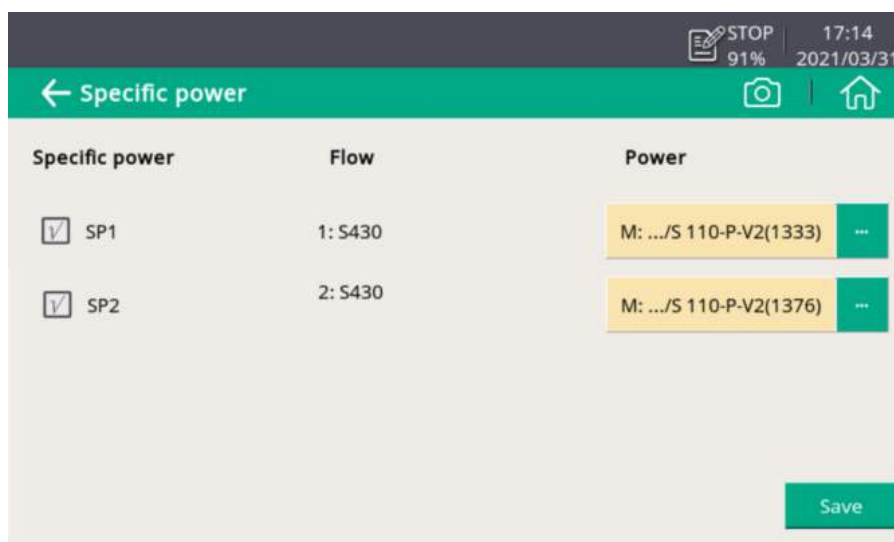 STOP 17:14
91% 2021/03/31
Specific power
Specific power Flow Power
SP1 1: S430 M: .../S 110-P-V2(1333) ...
SP2 2: S430 M: .../S 110-P-V2(1376) ...
Save